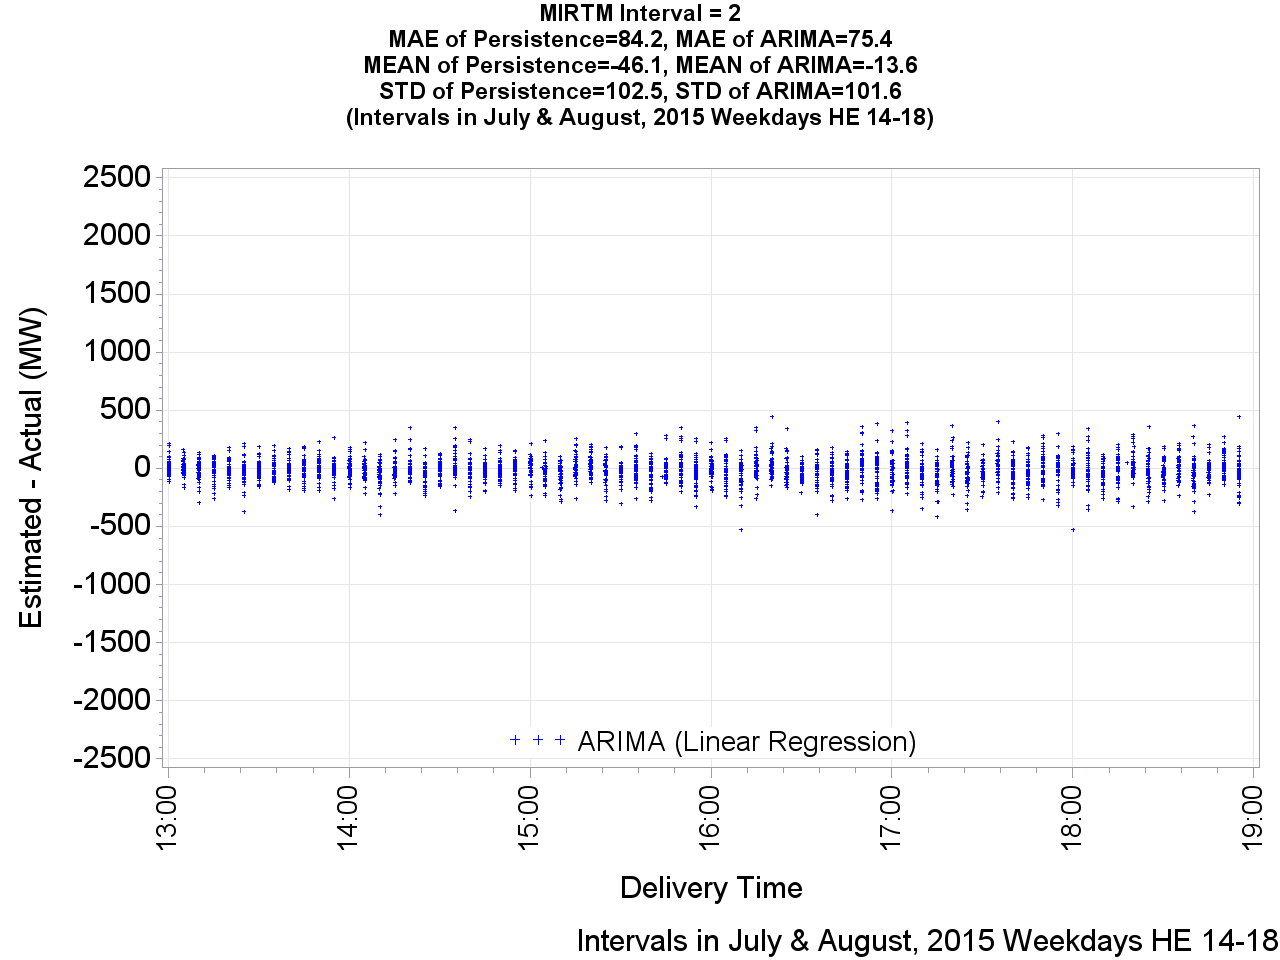 MIRTM Interval = 2
MAE of Persistence=84.2, MAE of ARIMA=75.4
MEAN of Persistence=-46.1, MEAN of ARIMA=-13.6
STD of Persistence=102.5, STD of ARIMA=101.6
(Intervals in July & August, 2015 Weekdays HE 14-18)
Estimated - Actual (MW)
2500
2000
1500
1000
500
0
-500
-1000
-1500
-2000
-2500
ARIMA (Linear Regression)
13:00
14:00
15:00
16:00
17:00
18:00
19:00
Delivery Time
Intervals in July & August, 2015 Weekdays HE 14-18